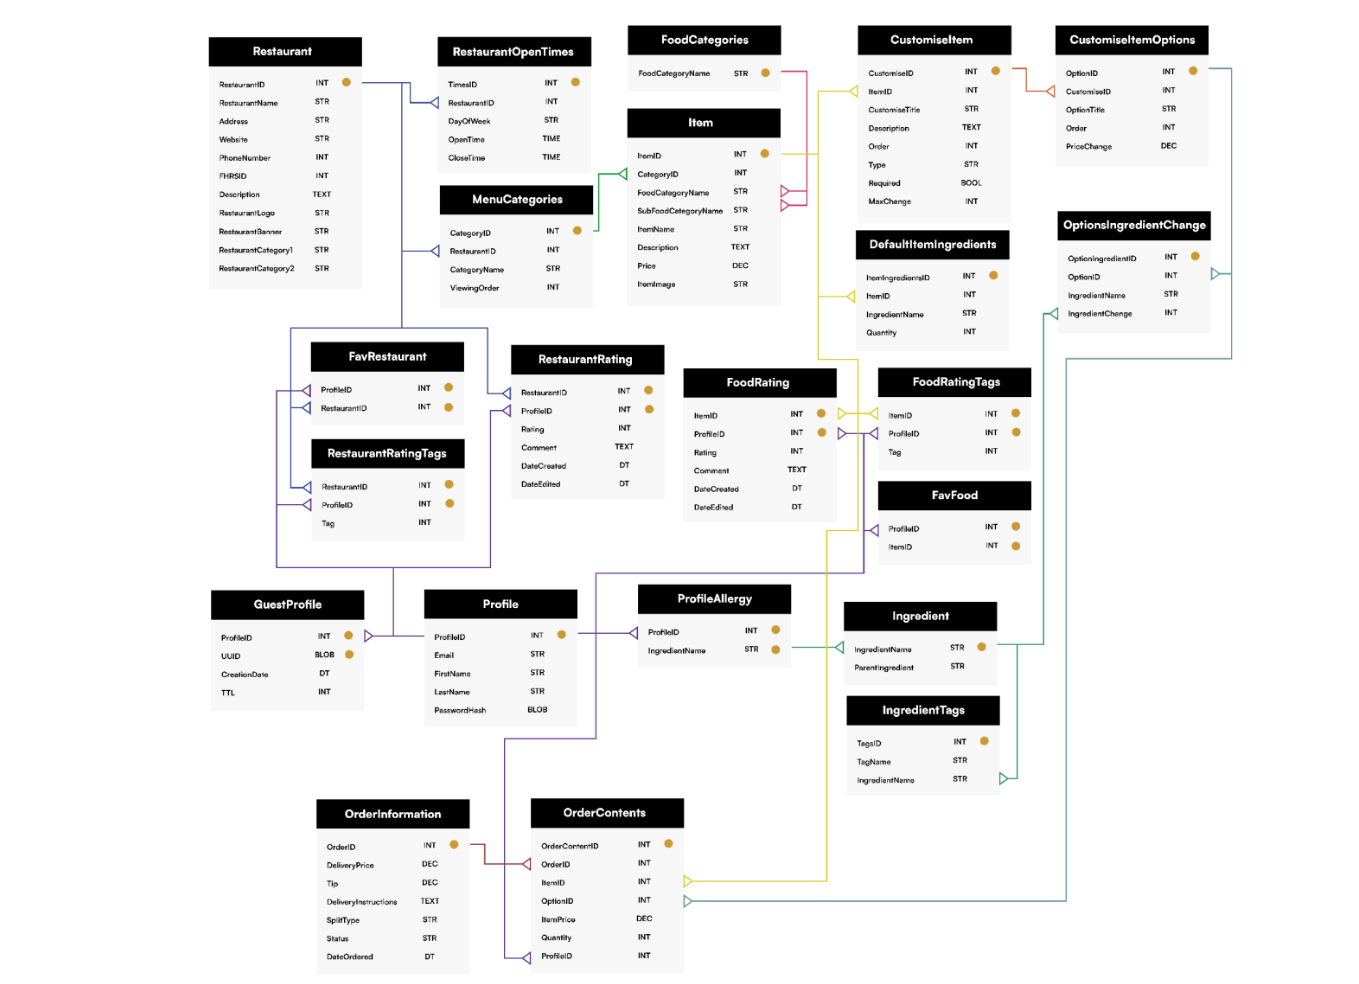 Restaurant
RestaurantID INT
RestaurantName STR
Address STR
Website STR
PhoneNumber INT
FHRSID INT
Description TEXT
RestaurantLogo STR
RestaurantBanner STR
RestaurantCategory1 STR
RestaurantCategory2 STR
RestaurantOpenTimes
TimesID INT
RestaurantID INT
DayOfWeek STR
OpenTime TIME
CloseTime TIME
MenuCategories
CategoryID INT
RestaurantID INT
CategoryName STR
ViewingOrder INT
FoodCategories
FoodCategoryName STR
Item
ItemID INT
CategoryID INT
FoodCategoryName STR
SubFoodCategoryName STR
ItemName STR
Description TEXT
Price DEC
ItemImage STR
CustomiseItem
CustomiseID INT
ItemID INT
CustomiseTitle STR
Description TEXT
Order INT
Type STR
Required BOOL
MaxChange INT
CustomiseItemOptions
OptionID INT
CustomiseID INT
OptionTitle STR
Order INT
PriceChange DEC
DefaultItemIngredients
ItemIngredientsID INT
ItemID INT
IngredientName STR
Quantity INT
OptionsIngredientChange
OptionIngredientID INT
OptionID INT
IngredientName STR
IngredientChange INT
FavRestaurant
ProfileID INT
RestaurantID INT
RestaurantRatingTags
RestaurantID INT
ProfileID INT
Tag INT
RestaurantRating
RestaurantID INT
ProfileID INT
Rating INT
Comment TEXT
DateCreated DT
DateEdited DT
FoodRating
ItemID INT
ProfileID INT
Rating INT
Comment TEXT
DateCreated DT
DateEdited DT
FoodRatingTags
ItemID INT
ProfileID INT
Tag INT
FavFood
ProfileID INT
ItemID INT
GuestProfile
ProfileID INT
UUID BLOB
CreationDate DT
TTL INT
Profile
ProfileID INT
Email STR
FirstName STR
LastName STR
PasswordHash BLOB
ProfileAllergy
ProfileID INT
IngredientName STR
Ingredient
IngredientName STR
ParentIngredient STR
IngredientTags
TagsID INT
TagName STR
IngredientName STR
OrderInformation
OrderID INT
DeliveryPrice DEC
Tip DEC
DeliveryInstructions TEXT
SplitType STR
Status STR
DateOrdered DT
OrderContents
OrderContentID INT
OrderID INT
ItemID INT
OptionID INT
ItemPrice DEC
Quantity INT
ProfileID INT